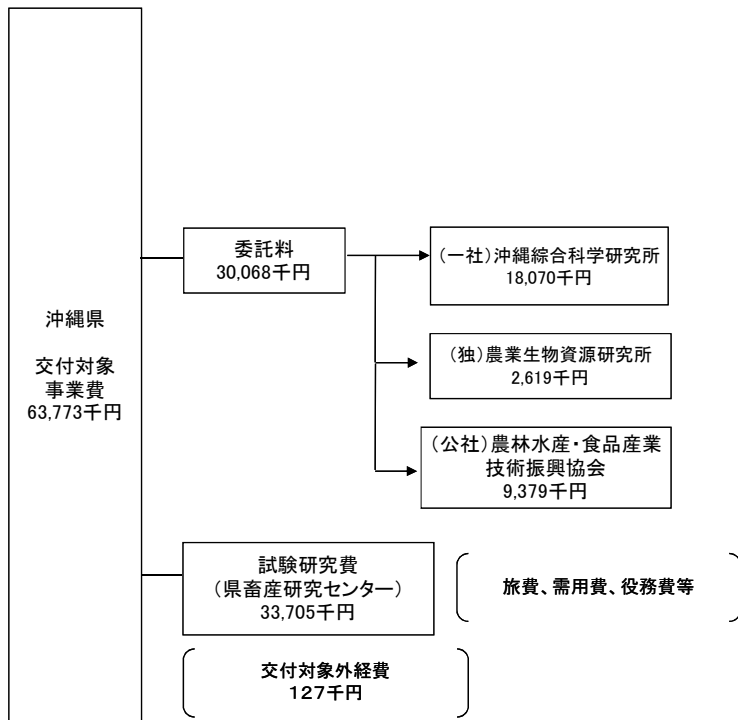 沖縄県
交付対象
事業費
63,773千円
委託料
30,068千円
(一社)沖縄綜合科学研究所
18,070千円
(独)農業生物資源研究所
2,619千円
(公社)農林水産・食品産業
技術振興協会
9,379千円
試験研究費
(県畜産研究センター)
33,705千円
旅費、需用費、役務費等
交付対象外経費
127千円